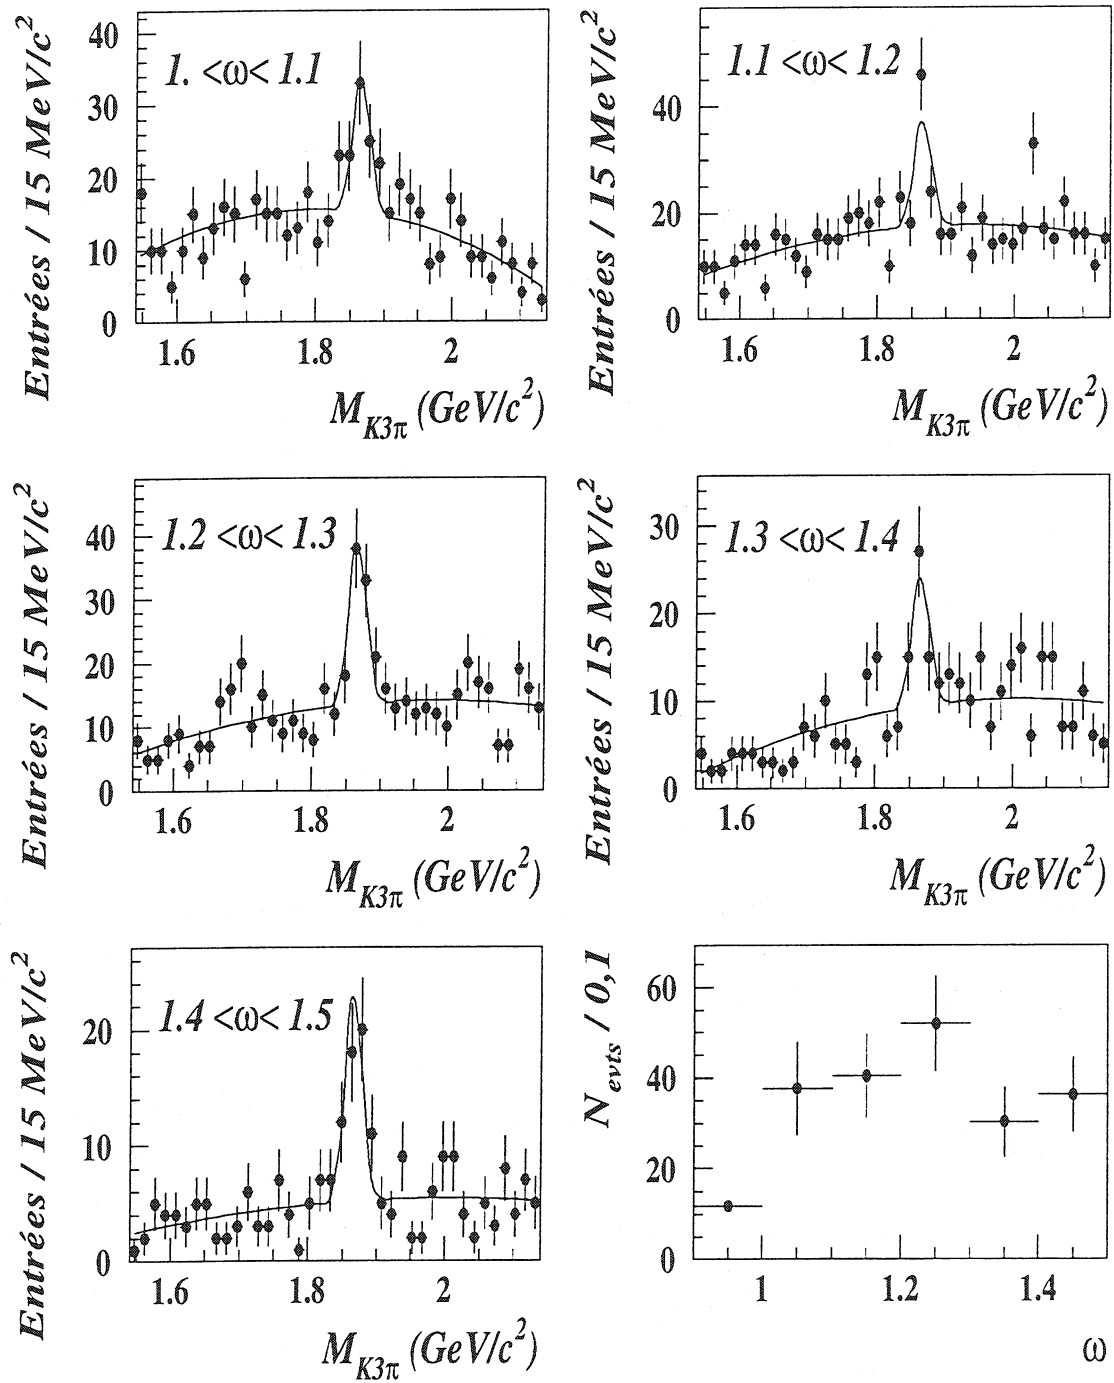 Entrées / 15 MeV/c²
40
30
20
10
0
1. <ω< 1.1
1.6
1.8
2
M_K3π (GeV/c²)
Entrées / 15 MeV/c²
40
20
0
1.1 <ω< 1.2
1.6
1.8
2
M_K3π (GeV/c²)
Entrées / 15 MeV/c²
40
30
20
10
0
1.2 <ω< 1.3
1.6
1.8
2
M_K3π (GeV/c²)
Entrées / 15 MeV/c²
30
20
10
0
1.3 <ω< 1.4
1.6
1.8
2
M_K3π (GeV/c²)
Entrées / 15 MeV/c²
20
10
0
1.4 <ω< 1.5
1.6
1.8
2
M_K3π (GeV/c²)
N_evts / 0,1
60
40
20
0
1
1.2
1.4
ω